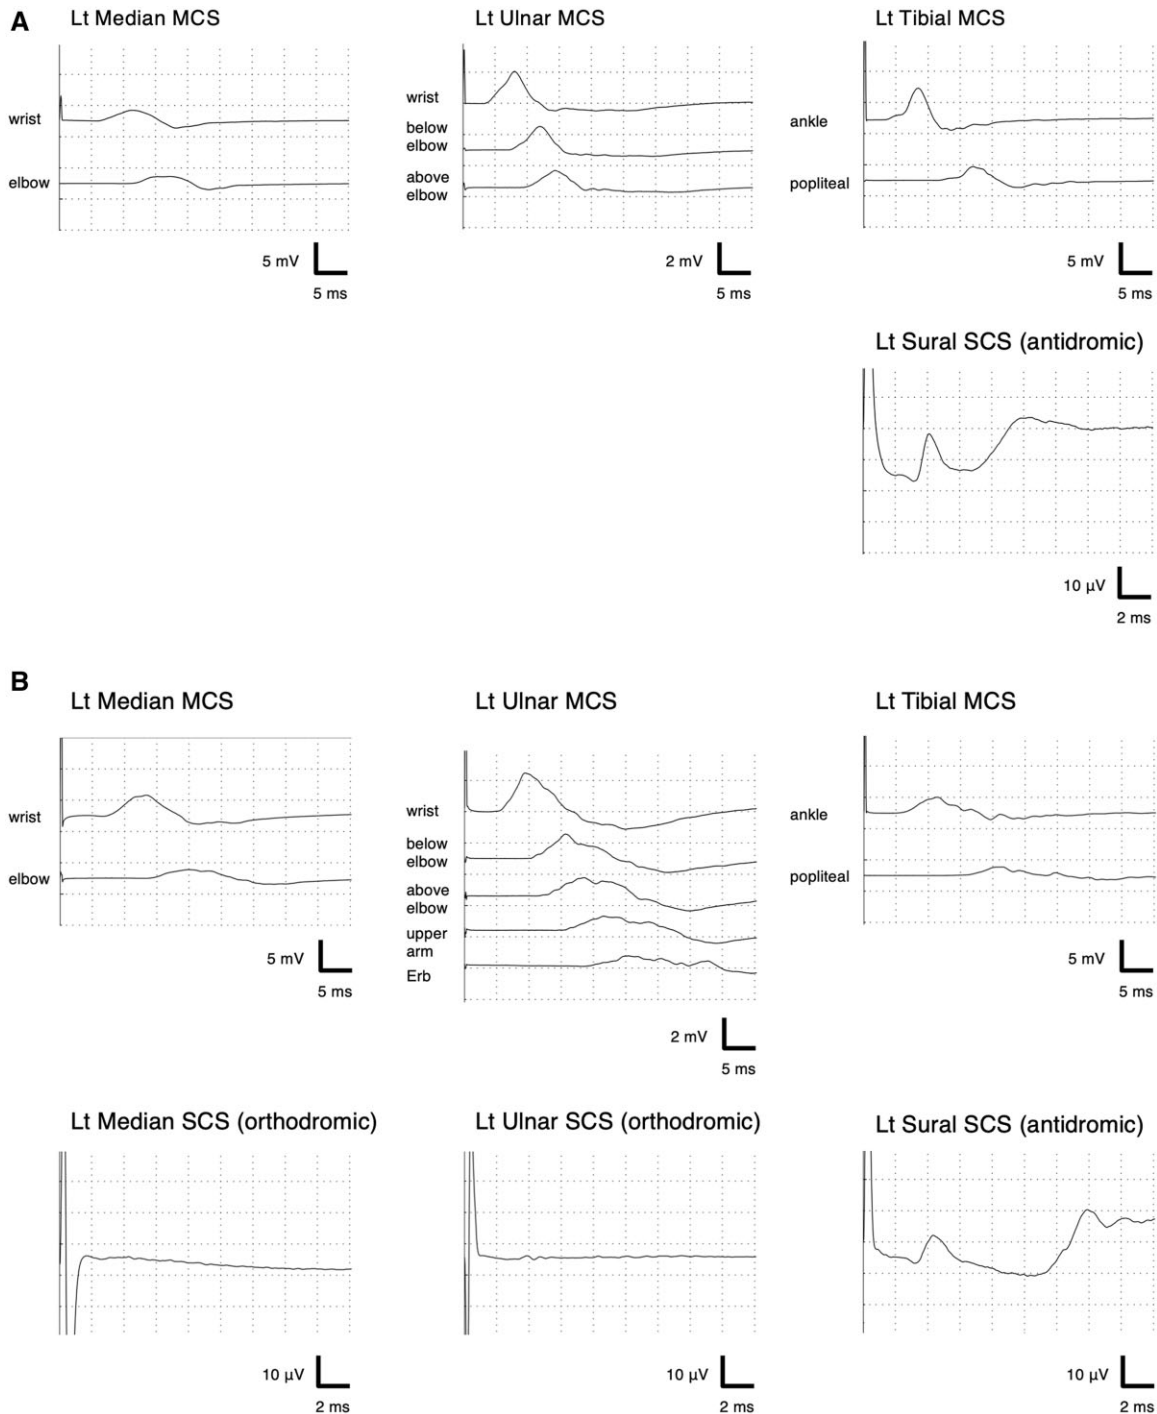 A
Lt Median MCS
wrist
elbow
5 mV
5 ms
Lt Ulnar MCS
wrist
below
elbow
above
elbow
2 mV
5 ms
Lt Tibial MCS
ankle
popliteal
5 mV
5 ms
Lt Sural SCS (antidromic)
10 µV
2 ms
B
Lt Median MCS
wrist
elbow
5 mV
5 ms
Lt Ulnar MCS
wrist
below
elbow
above
elbow
upper
arm
Erb
2 mV
5 ms
Lt Tibial MCS
ankle
popliteal
5 mV
5 ms
Lt Median SCS (orthodromic)
10 µV
2 ms
Lt Ulnar SCS (orthodromic)
10 µV
2 ms
Lt Sural SCS (antidromic)
10 µV
2 ms